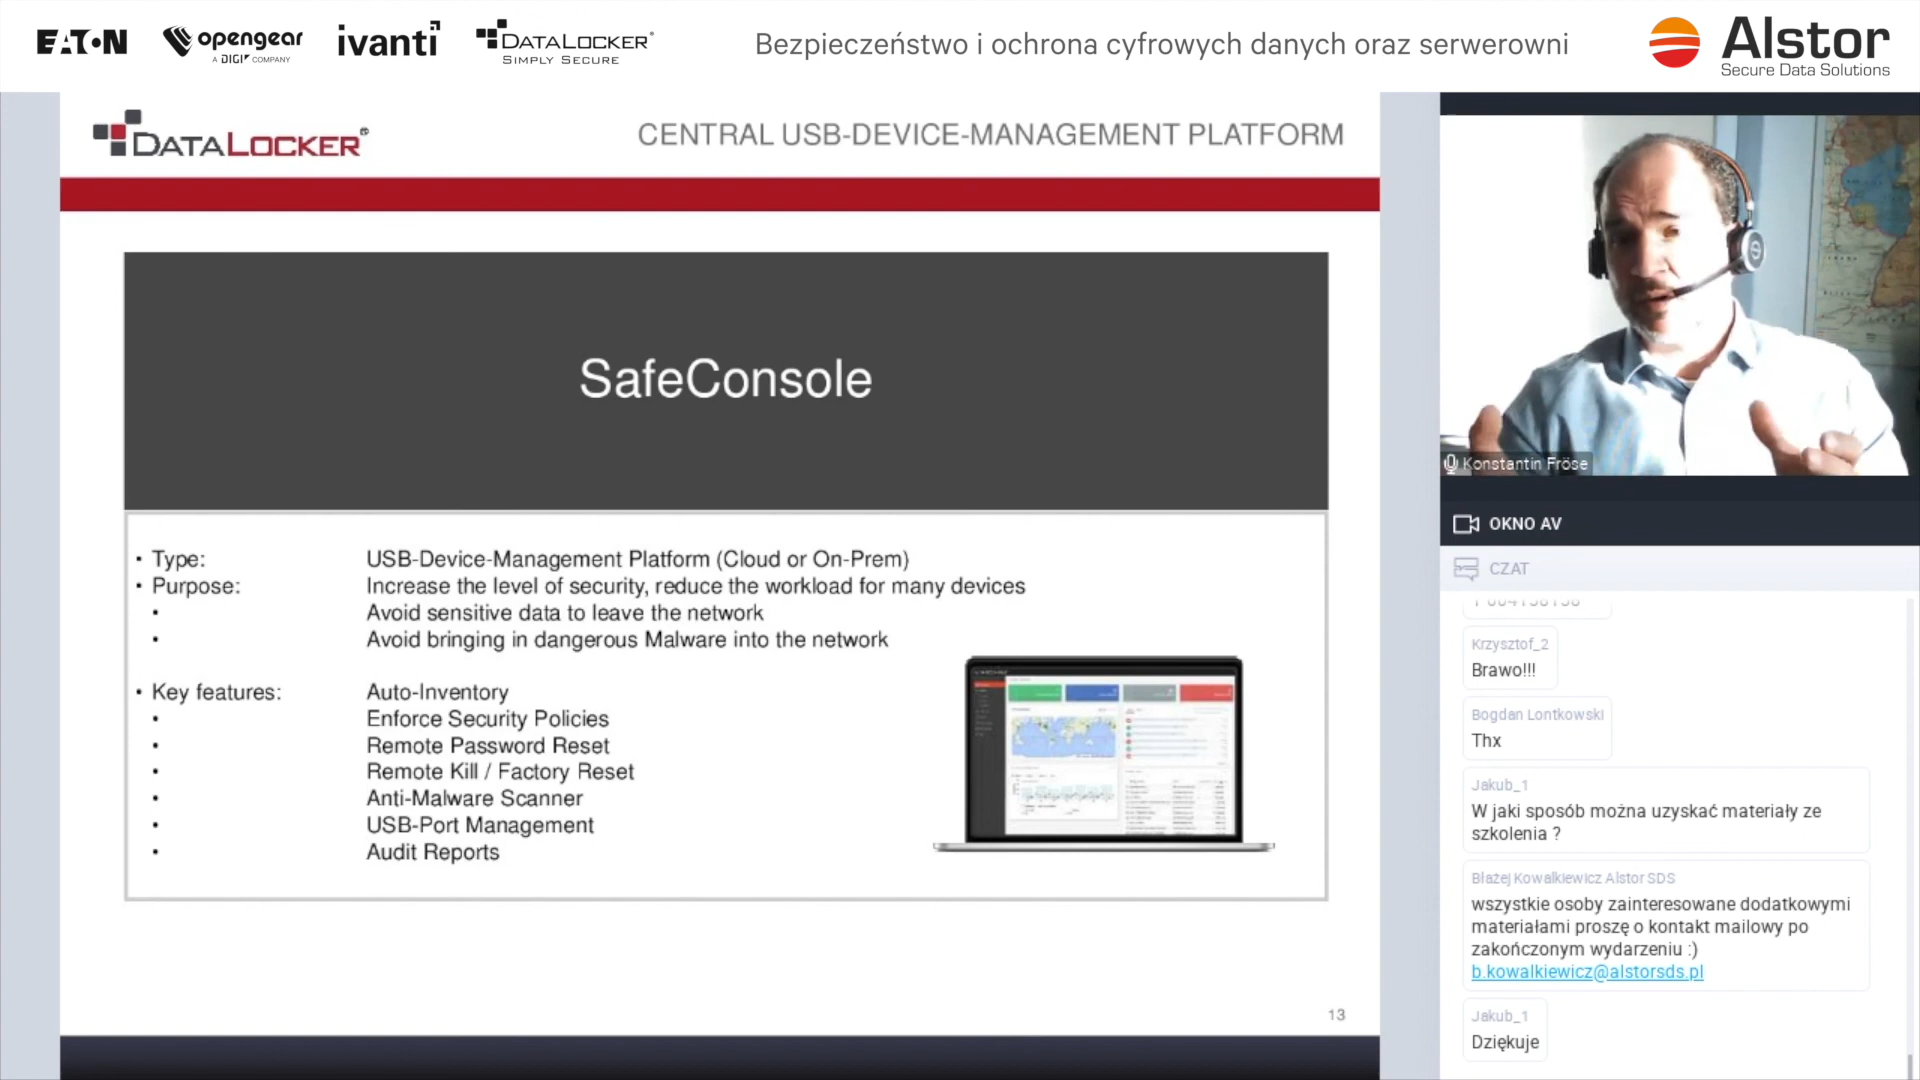 EATON
opengear
A DIGI COMPANY
ivanti
DATALOCKER
SIMPLY SECURE
Bezpieczeństwo i ochrona cyfrowych danych oraz serwerowni
Alstor
Secure Data Solutions
DATALOCKER®
CENTRAL USB-DEVICE-MANAGEMENT PLATFORM
SafeConsole
• Type: USB-Device-Management Platform (Cloud or On-Prem)
• Purpose: Increase the level of security, reduce the workload for many devices
• Avoid sensitive data to leave the network
• Avoid bringing in dangerous Malware into the network
• Key features: Auto-Inventory
• Enforce Security Policies
• Remote Password Reset
• Remote Kill / Factory Reset
• Anti-Malware Scanner
• USB-Port Management
• Audit Reports
13
Konstantin Fröse
OKNO AV
CZAT
Krzysztof_2
Brawo!!!
Bogdan Lontkowski
Thx
Jakub_1
W jaki sposób można uzyskać materiały ze
szkolenia ?
Błażej Kowalkiewicz Alstor SDS
wszystkie osoby zainteresowane dodatkowymi
materiałami proszę o kontakt mailowy po
zakończonym wydarzeniu :)
b.kowalkiewicz@alstorsds.pl
Jakub_1
Dziękuje